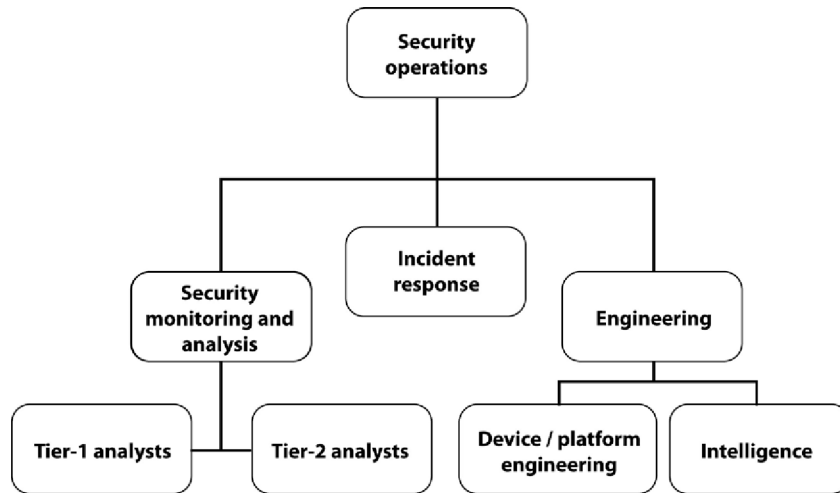 Security
operations
Incident
response
Security
monitoring and
analysis
Engineering
Tier-1 analysts
Tier-2 analysts
Device / platform
engineering
Intelligence